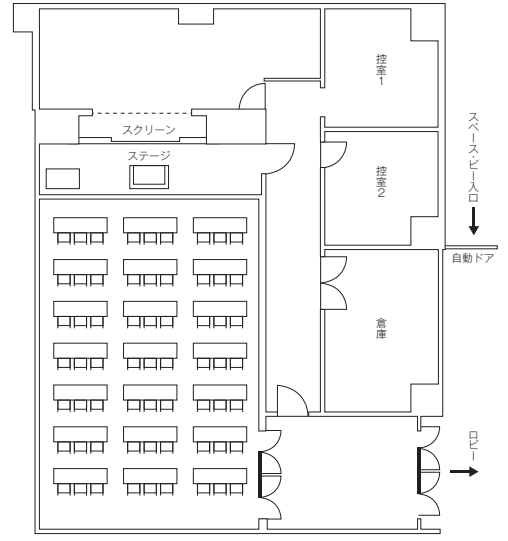 控室1
スクリーン
ステージ
控室2
スペース・ビー入口
自動ドア
倉庫
ロビー